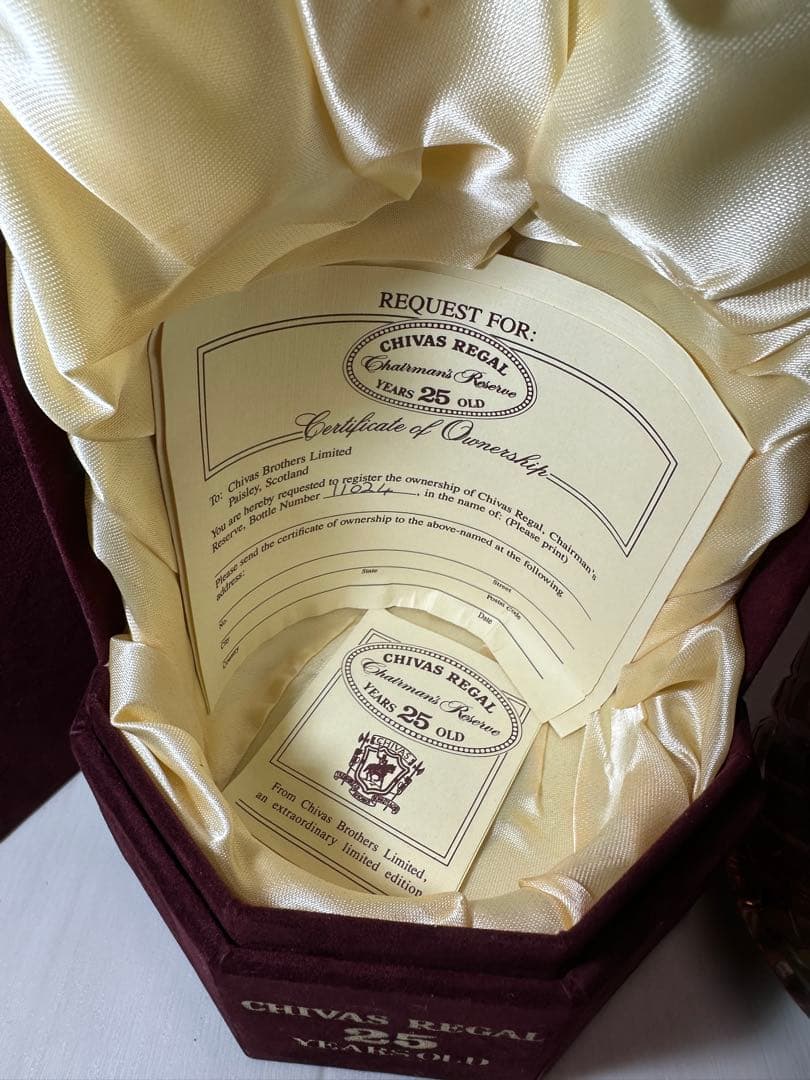 REQUEST FOR:
CHIVAS REGAL
Chairman's Reserve
YEARS 25 OLD
Certificate of Ownership
To: Chivas Brothers Limited
Paisley, Scotland
You are hereby requested to register the ownership of Chivas Regal, Chairman's
Reserve, Bottle Number 11024, in the name of: (Please print)
Please send the certificate of ownership to the above-named at the following
address:
No. Street
City State Postal Code
Country Date
CHIVAS REGAL
Chairman's Reserve
YEARS 25 OLD
CHIVAS
From Chivas Brothers Limited,
an extraordinary limited edition
CHIVAS REGAL
25
YEARS OLD